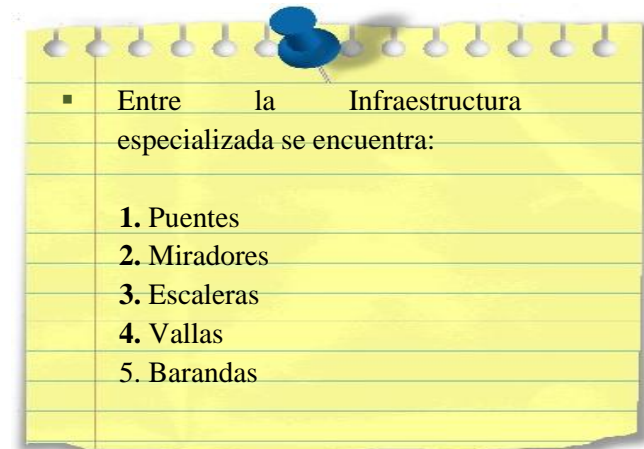 ▪ Entre la Infraestructura
especializada se encuentra:
1. Puentes
2. Miradores
3. Escaleras
4. Vallas
5. Barandas